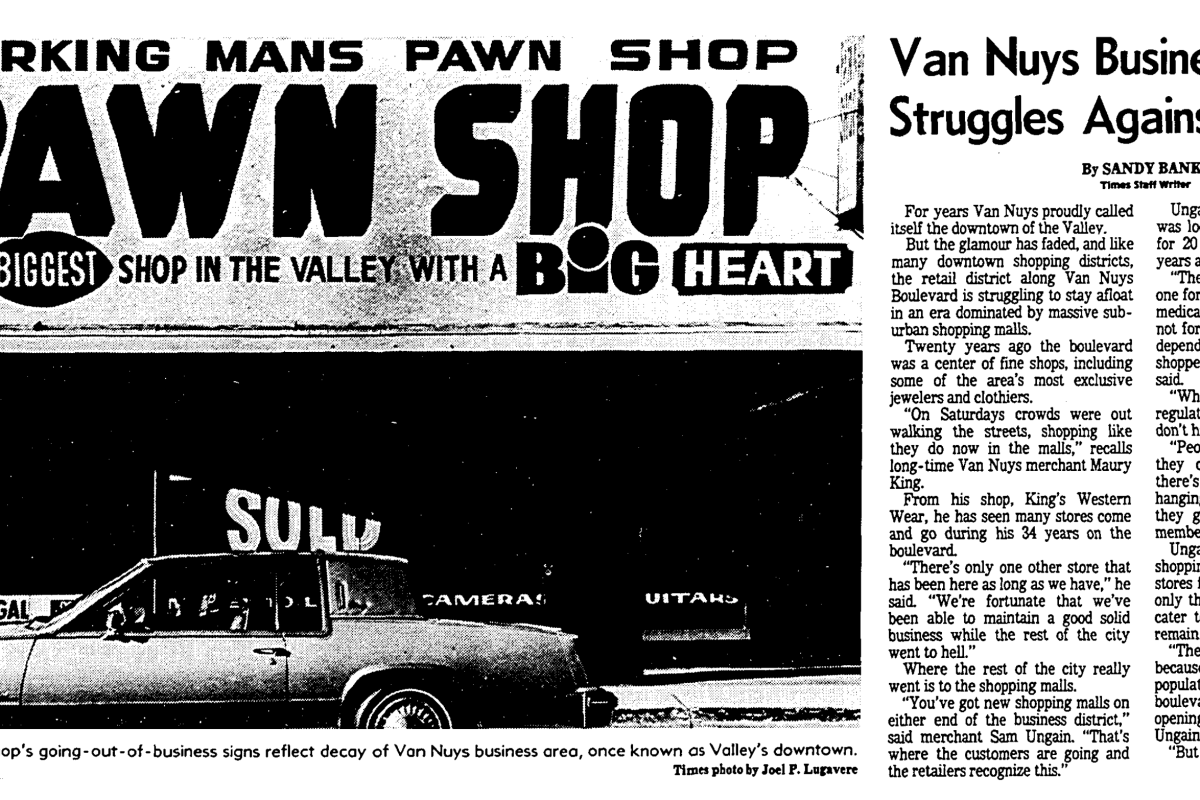 RKING MANS PAWN SHOP
PAWN SHOP
BIGGEST SHOP IN THE VALLEY WITH A BIG HEART
SOLD
GAL
CAMERAS
UITARS
op's going-out-of-business signs reflect decay of Van Nuys business area, once known as Valley's downtown.
Times photo by Joel P. Lugavere
Van Nuys Busine
Struggles Agains
By SANDY BANK
Times Staff Writer
For years Van Nuys proudly called
itself the downtown of the Valley.
But the glamour has faded, and like
many downtown shopping districts,
the retail district along Van Nuys
Boulevard is struggling to stay afloat
in an era dominated by massive sub-
urban shopping malls.
Twenty years ago the boulevard
was a center of fine shops, including
some of the area's most exclusive
jewelers and clothiers.
"On Saturdays crowds were out
walking the streets, shopping like
they do now in the malls," recalls
long-time Van Nuys merchant Maury
King.
From his shop, King's Western
Wear, he has seen many stores come
and go during his 34 years on the
boulevard.
"There's only one other store that
has been here as long as we have," he
said. "We're fortunate that we've
been able to maintain a good solid
business while the rest of the city
went to hell."
Where the rest of the city really
went is to the shopping malls.
"You've got new shopping malls on
either end of the business district,"
said merchant Sam Ungain. "That's
where the customers are going and
the retailers recognize this."
Unga
was lo
for 20
years a
"The
one for
medica
not for
depend
shoppe
said.
"Wh
regulat
don't h
"Peo
they c
there's
hanging
they g
membe
Unga
shoppin
stores f
only th
cater t
remain
"The
because
populat
bouleva
opening
Ungain
"But